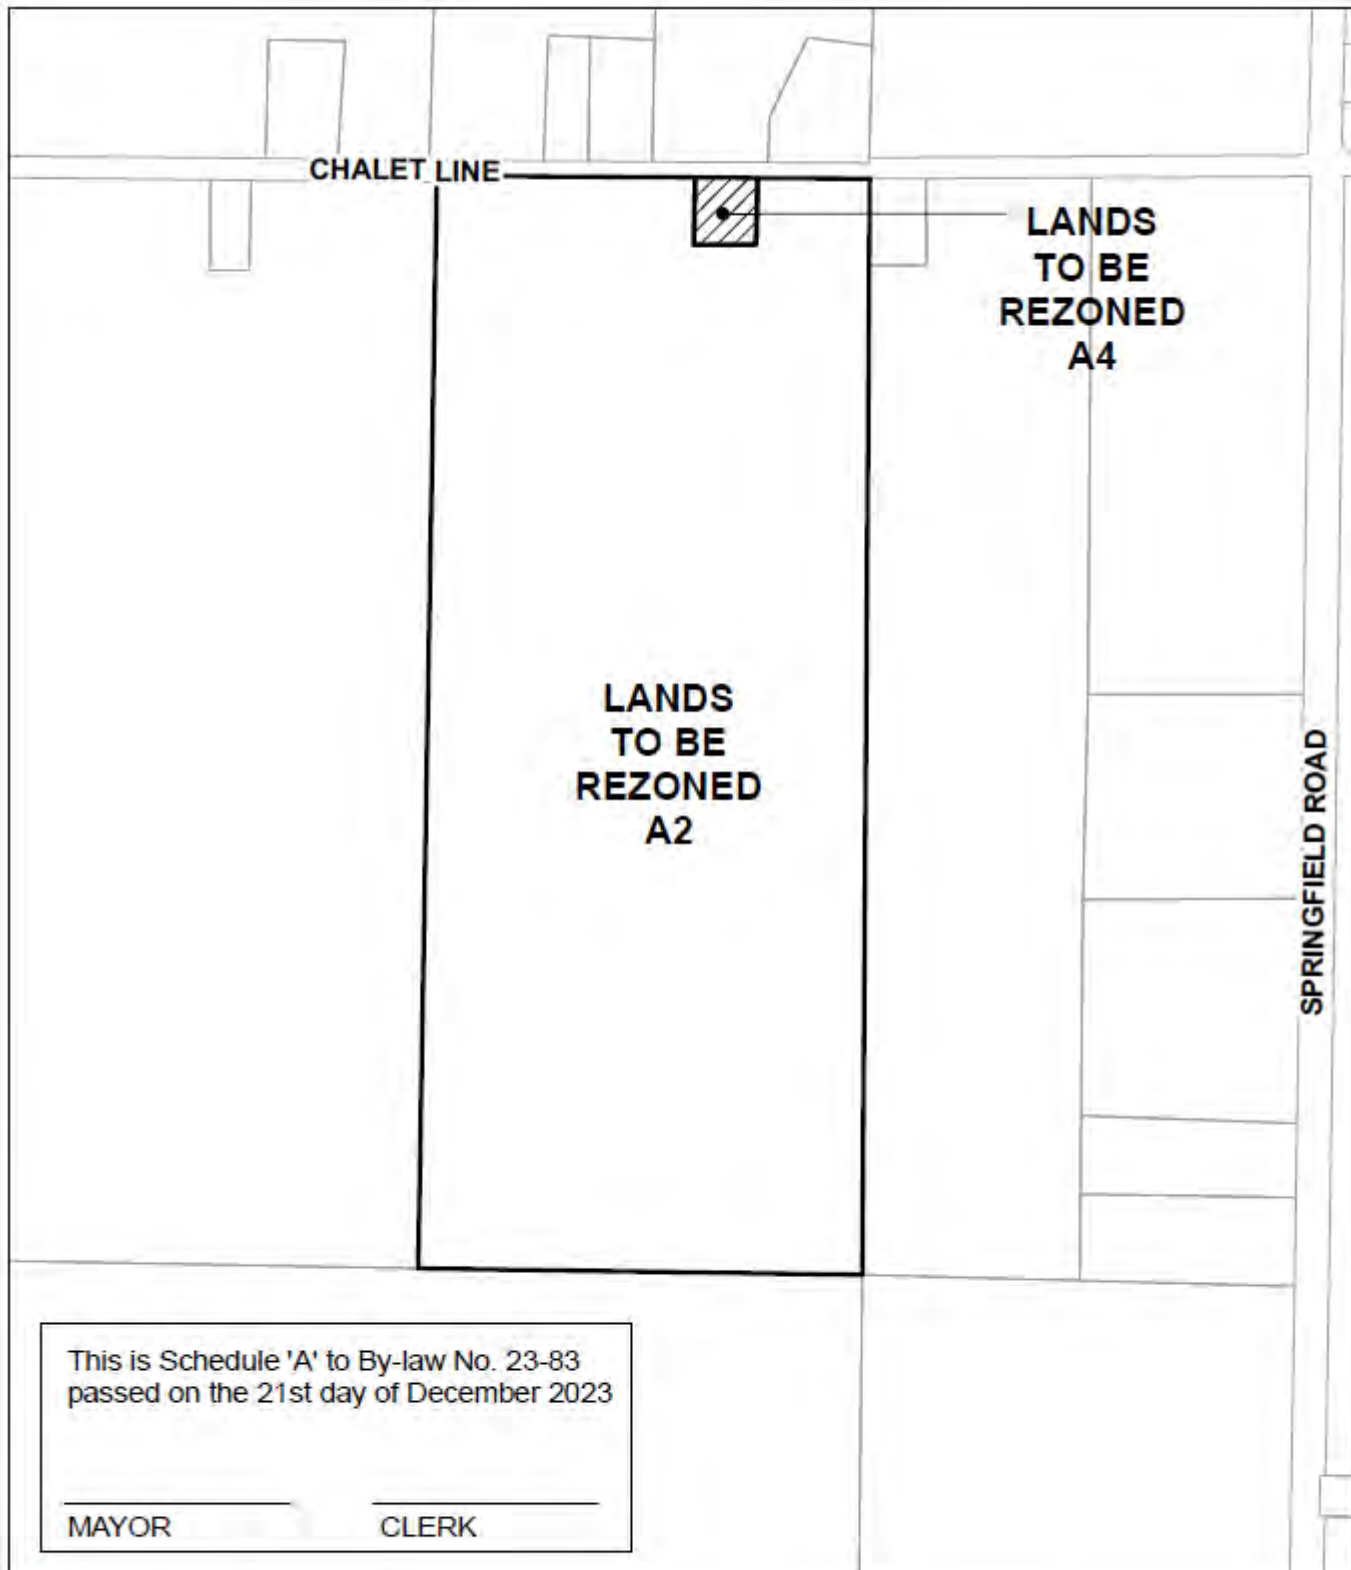 CHALET LINE
LANDS
TO BE
REZONED
A4
LANDS
TO BE
REZONED
A2
SPRINGFIELD ROAD
This is Schedule 'A' to By-law No. 23-83
passed on the 21st day of December 2023
MAYOR
CLERK